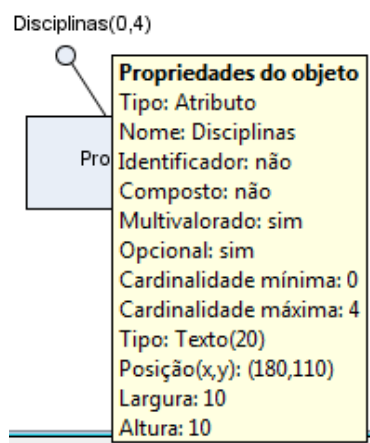 Disciplinas(0,4)
Propriedades do objeto
Tipo: Atributo
Nome: Disciplinas
Pro
Identificador: não
Composto: não
Multivalorado: sim
Opcional: sim
Cardinalidade mínima: 0
Cardinalidade máxima: 4
Tipo: Texto(20)
Posição(x,y): (180,110)
Largura: 10
Altura: 10